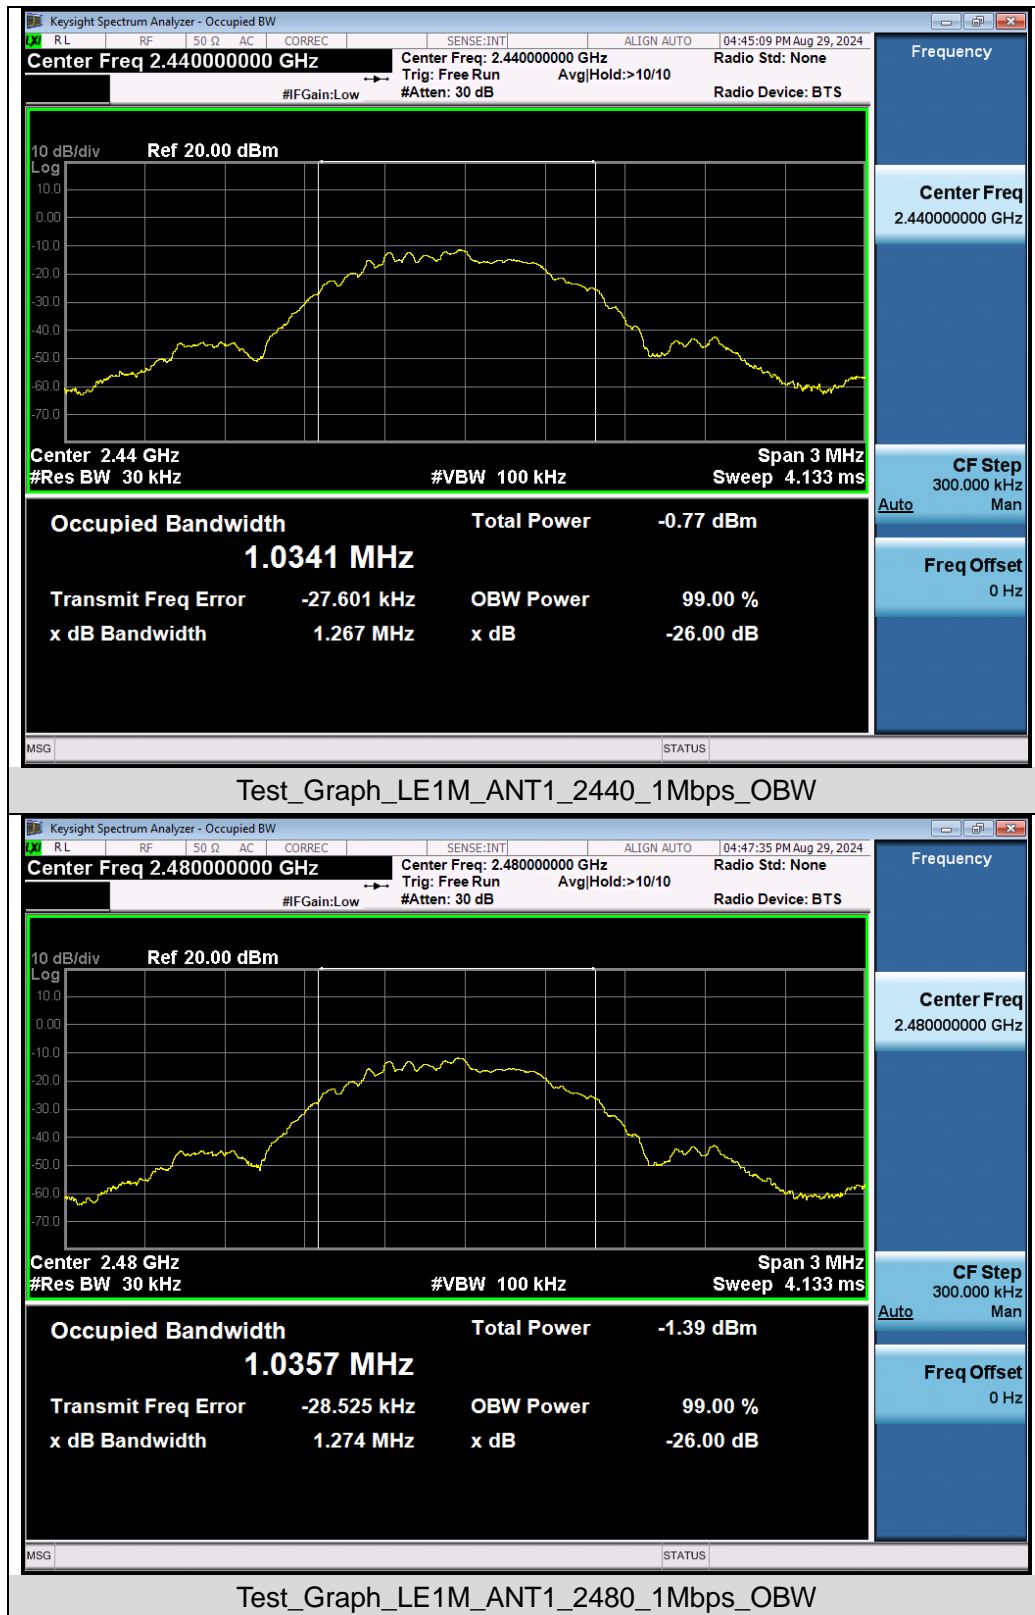 Keysight Spectrum Analyzer - Occupied BW
LXI RL RF 50 Ω AC CORREC SENSE:INT ALIGN AUTO 04:45:09 PM Aug 29, 2024
Center Freq 2.440000000 GHz
Center Freq: 2.440000000 GHz
Radio Std: None
Trig: Free Run Avg|Hold:>10/10
#IFGain:Low
#Atten: 30 dB
Radio Device: BTS
Frequency
10 dB/div Ref 20.00 dBm
Log
10.0
0.00
-10.0
-20.0
-30.0
-40.0
-50.0
-60.0
-70.0
Center 2.44 GHz Span 3 MHz
#Res BW 30 kHz #VBW 100 kHz Sweep 4.133 ms
Center Freq
2.440000000 GHz
CF Step
300.000 kHz
Auto Man
Freq Offset
0 Hz
Occupied Bandwidth Total Power -0.77 dBm
1.0341 MHz
Transmit Freq Error -27.601 kHz OBW Power 99.00 %
x dB Bandwidth 1.267 MHz x dB -26.00 dB
MSG STATUS
Test_Graph_LE1M_ANT1_2440_1Mbps_OBW
Keysight Spectrum Analyzer - Occupied BW
LXI RL RF 50 Ω AC CORREC SENSE:INT ALIGN AUTO 04:47:35 PM Aug 29, 2024
Center Freq 2.480000000 GHz
Center Freq: 2.480000000 GHz
Radio Std: None
Trig: Free Run Avg|Hold:>10/10
#IFGain:Low
#Atten: 30 dB
Radio Device: BTS
Frequency
10 dB/div Ref 20.00 dBm
Log
10.0
0.00
-10.0
-20.0
-30.0
-40.0
-50.0
-60.0
-70.0
Center 2.48 GHz Span 3 MHz
#Res BW 30 kHz #VBW 100 kHz Sweep 4.133 ms
Center Freq
2.480000000 GHz
CF Step
300.000 kHz
Auto Man
Freq Offset
0 Hz
Occupied Bandwidth Total Power -1.39 dBm
1.0357 MHz
Transmit Freq Error -28.525 kHz OBW Power 99.00 %
x dB Bandwidth 1.274 MHz x dB -26.00 dB
MSG STATUS
Test_Graph_LE1M_ANT1_2480_1Mbps_OBW